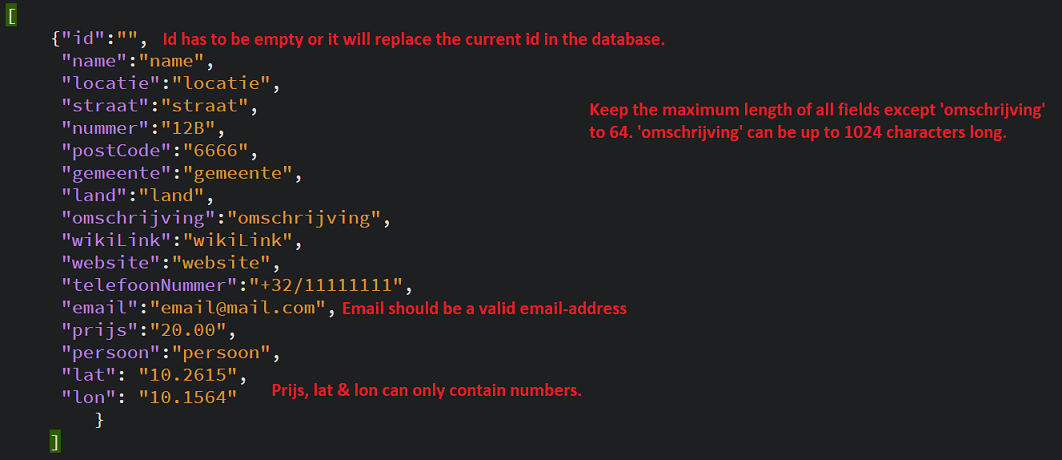 [
{"id":"", Id has to be empty or it will replace the current id in the database.
"name":"name",
"locatie":"locatie",
"straat":"straat",
Keep the maximum length of all fields except 'omschrijving'
"nummer":"12B",
to 64. 'omschrijving' can be up to 1024 characters long.
"postCode":"6666",
"gemeente":"gemeente",
"land":"land",
"omschrijving":"omschrijving",
"wikiLink":"wikiLink",
"website":"website",
"telefoonNummer":"+32/11111111",
"email":"email@mail.com", Email should be a valid email-address
"prijs":"20.00",
"persoon":"persoon",
"lat": "10.2615",
Prijs, lat & lon can only contain numbers.
"lon": "10.1564"
}
]